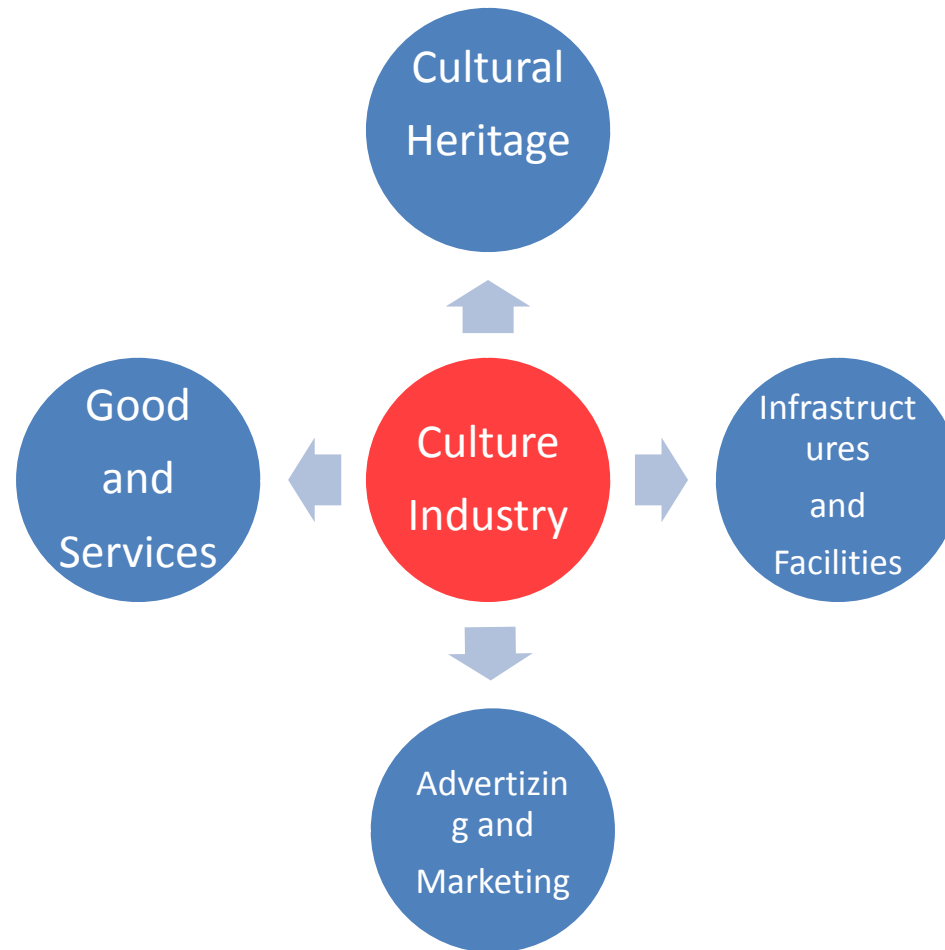 Cultural
Heritage
Good
and
Services
Culture
Industry
Infrastruct
ures
and
Facilities
Advertizin
g and
Marketing